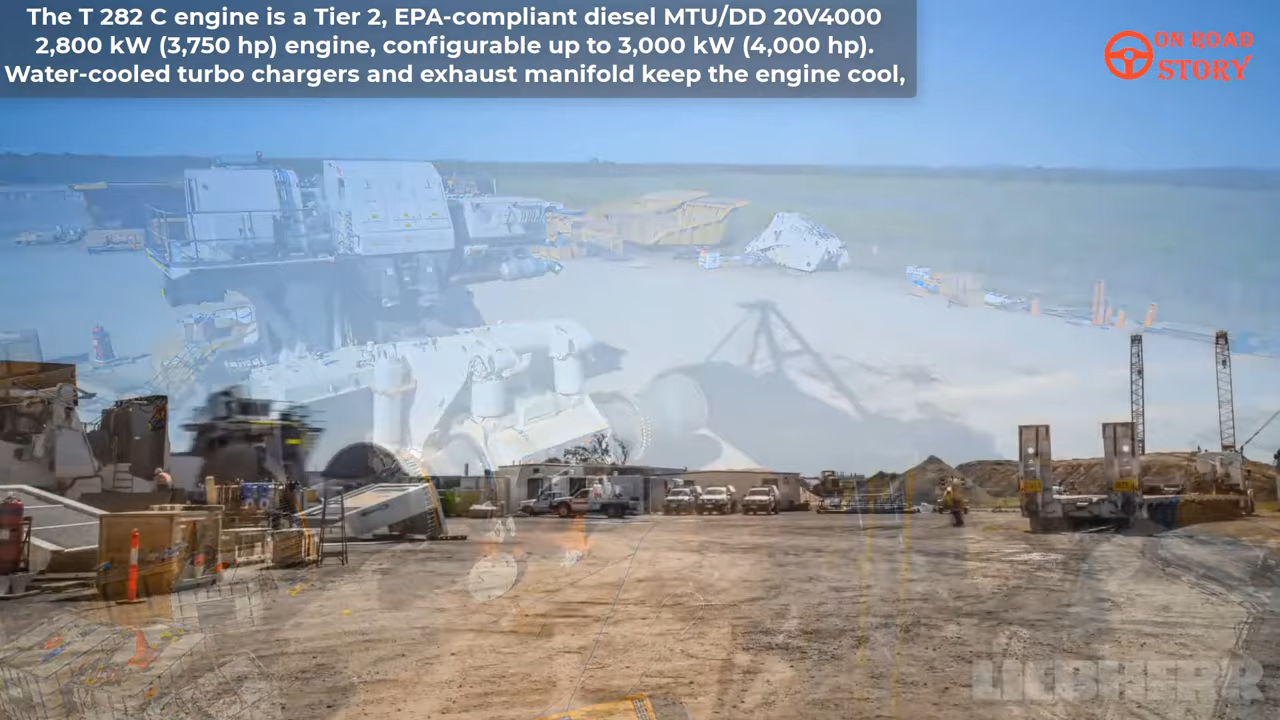 The T 282 C engine is a Tier 2, EPA-compliant diesel MTU/DD 20V4000
2,800 kW (3,750 hp) engine, configurable up to 3,000 kW (4,000 hp).
Water-cooled turbo chargers and exhaust manifold keep the engine cool,
ON ROAD
STORY
LIEBHERR